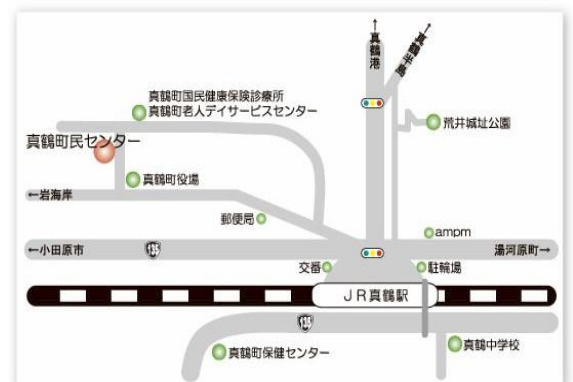 ↑真鶴港
↑真鶴半島
真鶴町国民健康保険診療所
真鶴町老人デイサービスセンター
荒井城址公園
真鶴町民センター
真鶴町役場
←岩海岸
郵便局
ampm
←小田原市
135
湯河原町→
交番
駐輪場
JR真鶴駅
135
真鶴町保健センター
真鶴中学校